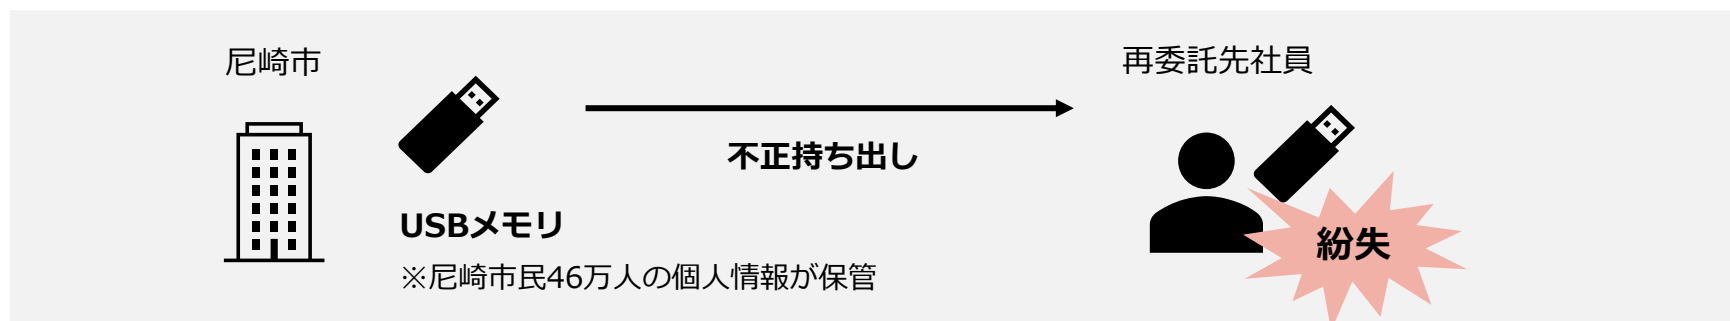 尼崎市
再委託先社員
不正持ち出し
USBメモリ
※尼崎市民46万人の個人情報が保管
紛失